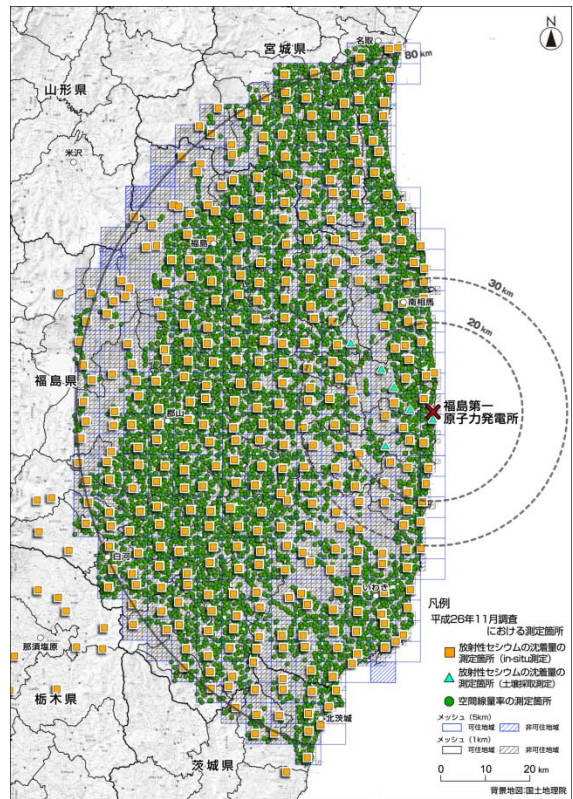 名取
N
宮城県
80 km
山形県
米沢
福島
30 km
南相馬
20 km
福島県
郡山
福島第一
原子力発電所
白河
いわき
那須塩原
栃木県
北茨城
茨城県
凡例
平成26年11月調査
における測定箇所
放射性セシウムの沈着量の
測定箇所(in-situ測定)
放射性セシウムの沈着量の
測定箇所(土壌採取測定)
空間線量率の測定箇所
メッシュ(5km)
可住地域 非可住地域
メッシュ(1km)
可住地域 非可住地域
0 10 20 km
背景地図:国土地理院